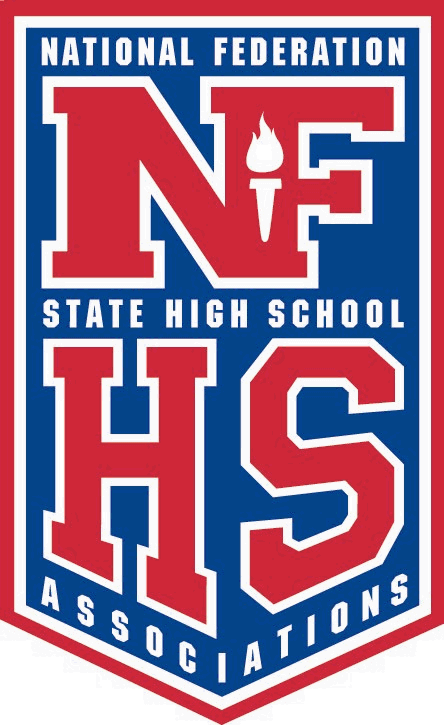 NATIONAL FEDERATION
NF
STATE HIGH SCHOOL
HS
ASSOCIATIONS